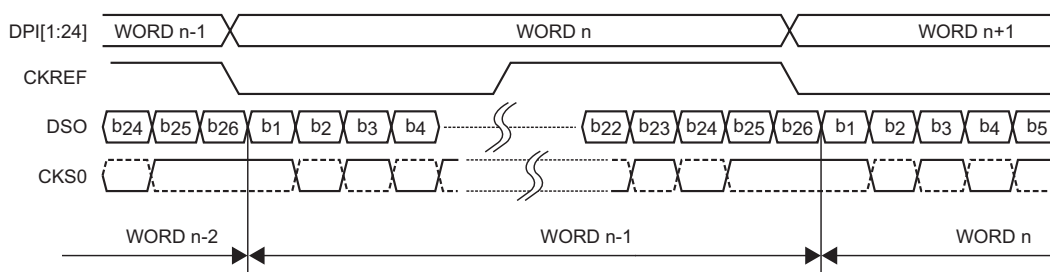 DPI[1:24] WORD n-1 WORD n WORD n+1
CKREF
DSO b24 b25 b26 b1 b2 b3 b4 b22 b23 b24 b25 b26 b1 b2 b3 b4 b5
CKS0
WORD n-2 WORD n-1 WORD n